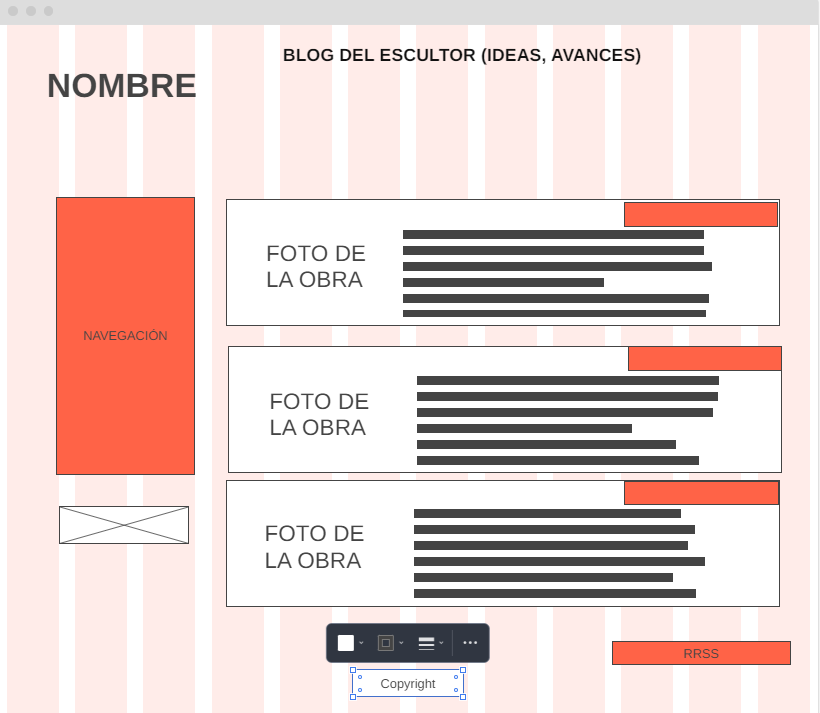 BLOG DEL ESCULTOR (IDEAS, AVANCES)
NOMBRE
NAVEGACIÓN
FOTO DE
LA OBRA
FOTO DE
LA OBRA
FOTO DE
LA OBRA
RRSS
Copyright